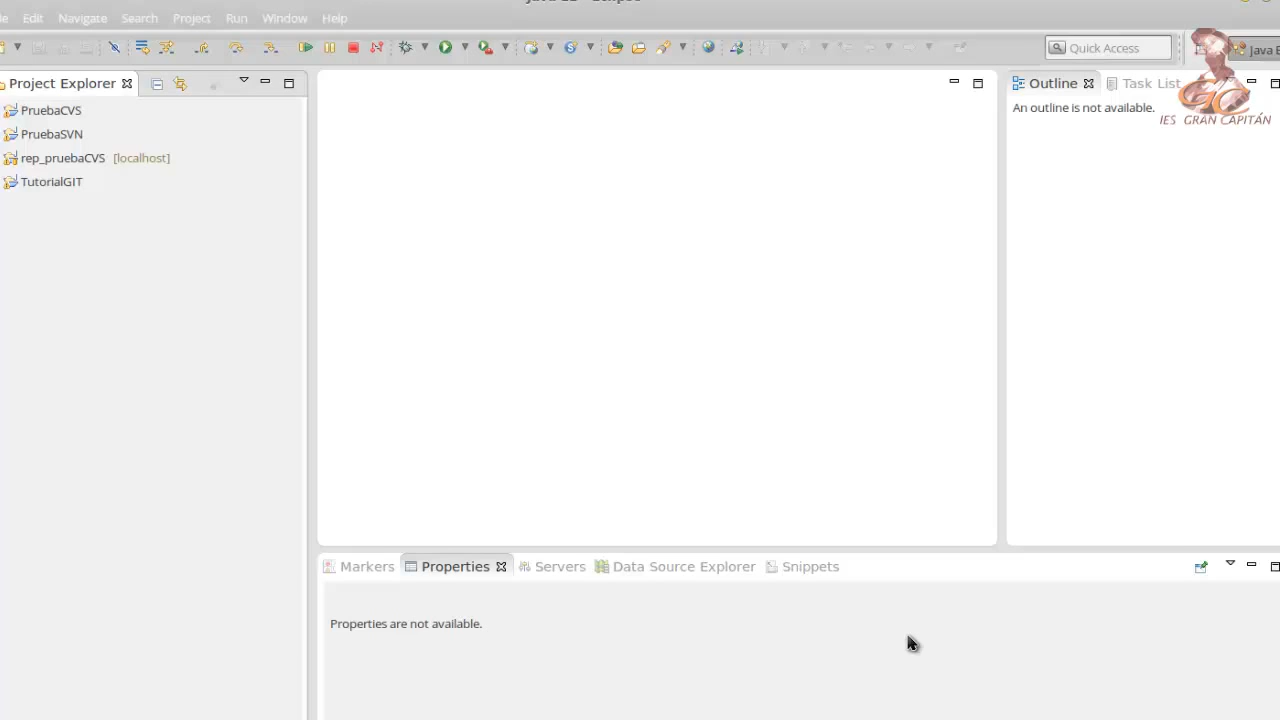 Edit Navigate Search Project Run Window Help
Quick Access
Java E
Project Explorer
PruebaCVS
PruebaSVN
rep_pruebaCVS [localhost]
TutorialGIT
Outline Task List
An outline is not available.
IES GRAN CAPITÁN
Markers Properties Servers Data Source Explorer Snippets
Properties are not available.